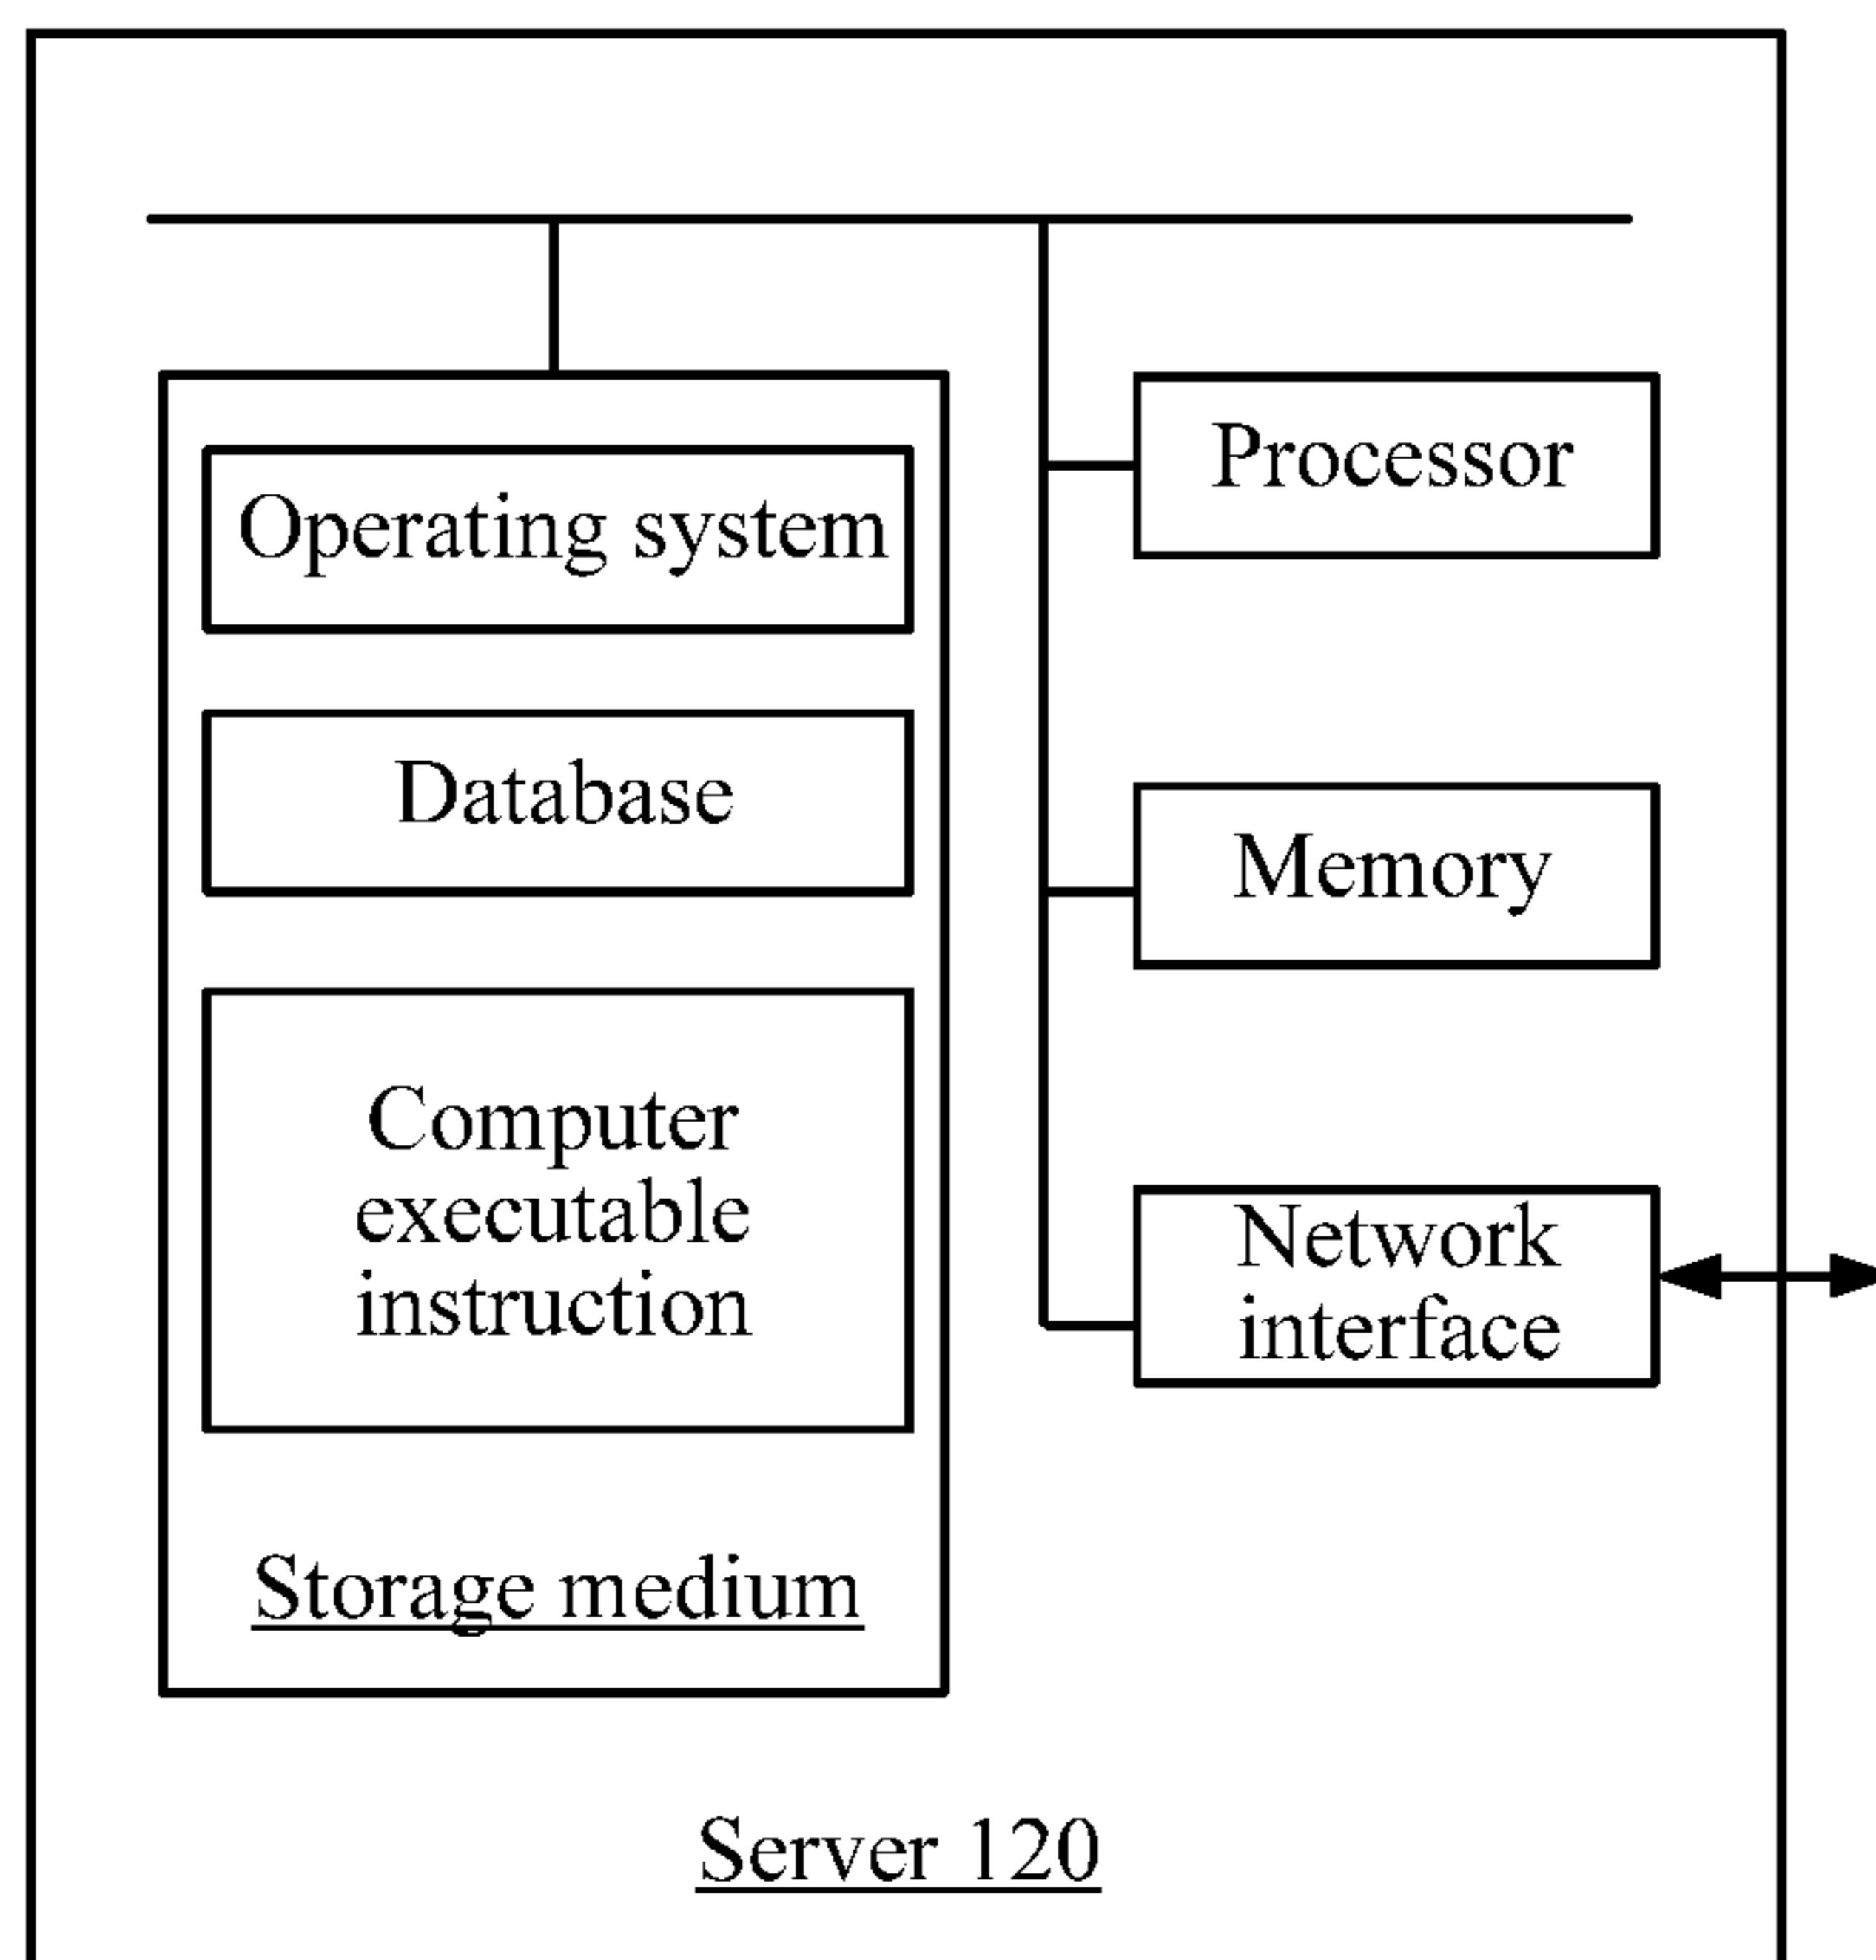 Operating system
Database
Computer
executable
instruction
Storage medium
Processor
Memory
Network
interface
Server 120